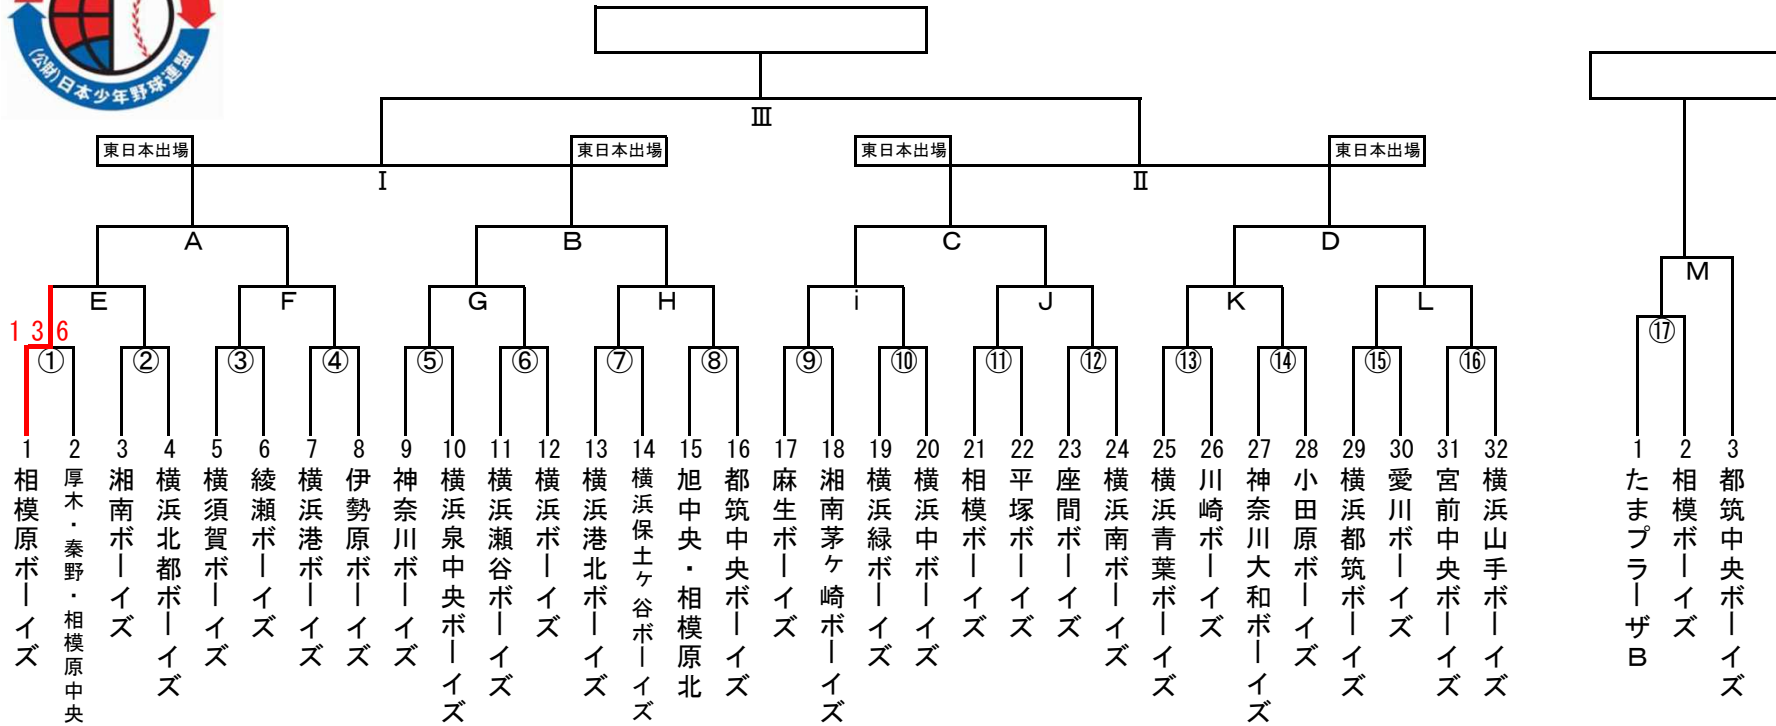 (公財)日本少年野球連盟
Ⅲ
東日本出場
東日本出場
東日本出場
東日本出場
Ⅰ
Ⅱ
A
B
C
D
M
E
F
G
H
i
J
K
L
1 3 6
①
②
③
④
⑤
⑥
⑦
⑧
⑨
⑩
⑪
⑫
⑬
⑭
⑮
⑯
⑰
1 相模原ボーイズ
2 厚木・秦野・相模原中央
3 湘南ボーイズ
4 横浜北都ボーイズ
5 横須賀ボーイズ
6 綾瀬ボーイズ
7 横浜港ボーイズ
8 伊勢原ボーイズ
9 神奈川ボーイズ
10 横浜泉中央ボーイズ
11 横浜瀬谷ボーイズ
12 横浜ボーイズ
13 横浜港北ボーイズ
14 横浜保土ヶ谷ボーイズ
15 旭中央・相模原北
16 都筑中央ボーイズ
17 麻生ボーイズ
18 湘南茅ケ崎ボーイズ
19 横浜緑ボーイズ
20 横浜中ボーイズ
21 相模ボーイズ
22 平塚ボーイズ
23 座間ボーイズ
24 横浜南ボーイズ
25 横浜青葉ボーイズ
26 川崎ボーイズ
27 神奈川大和ボーイズ
28 小田原ボーイズ
29 横浜都筑ボーイズ
30 愛川ボーイズ
31 宮前中央ボーイズ
32 横浜山手ボーイズ
1 たまプラーザB
2 相模ボーイズ
3 都筑中央ボーイズ